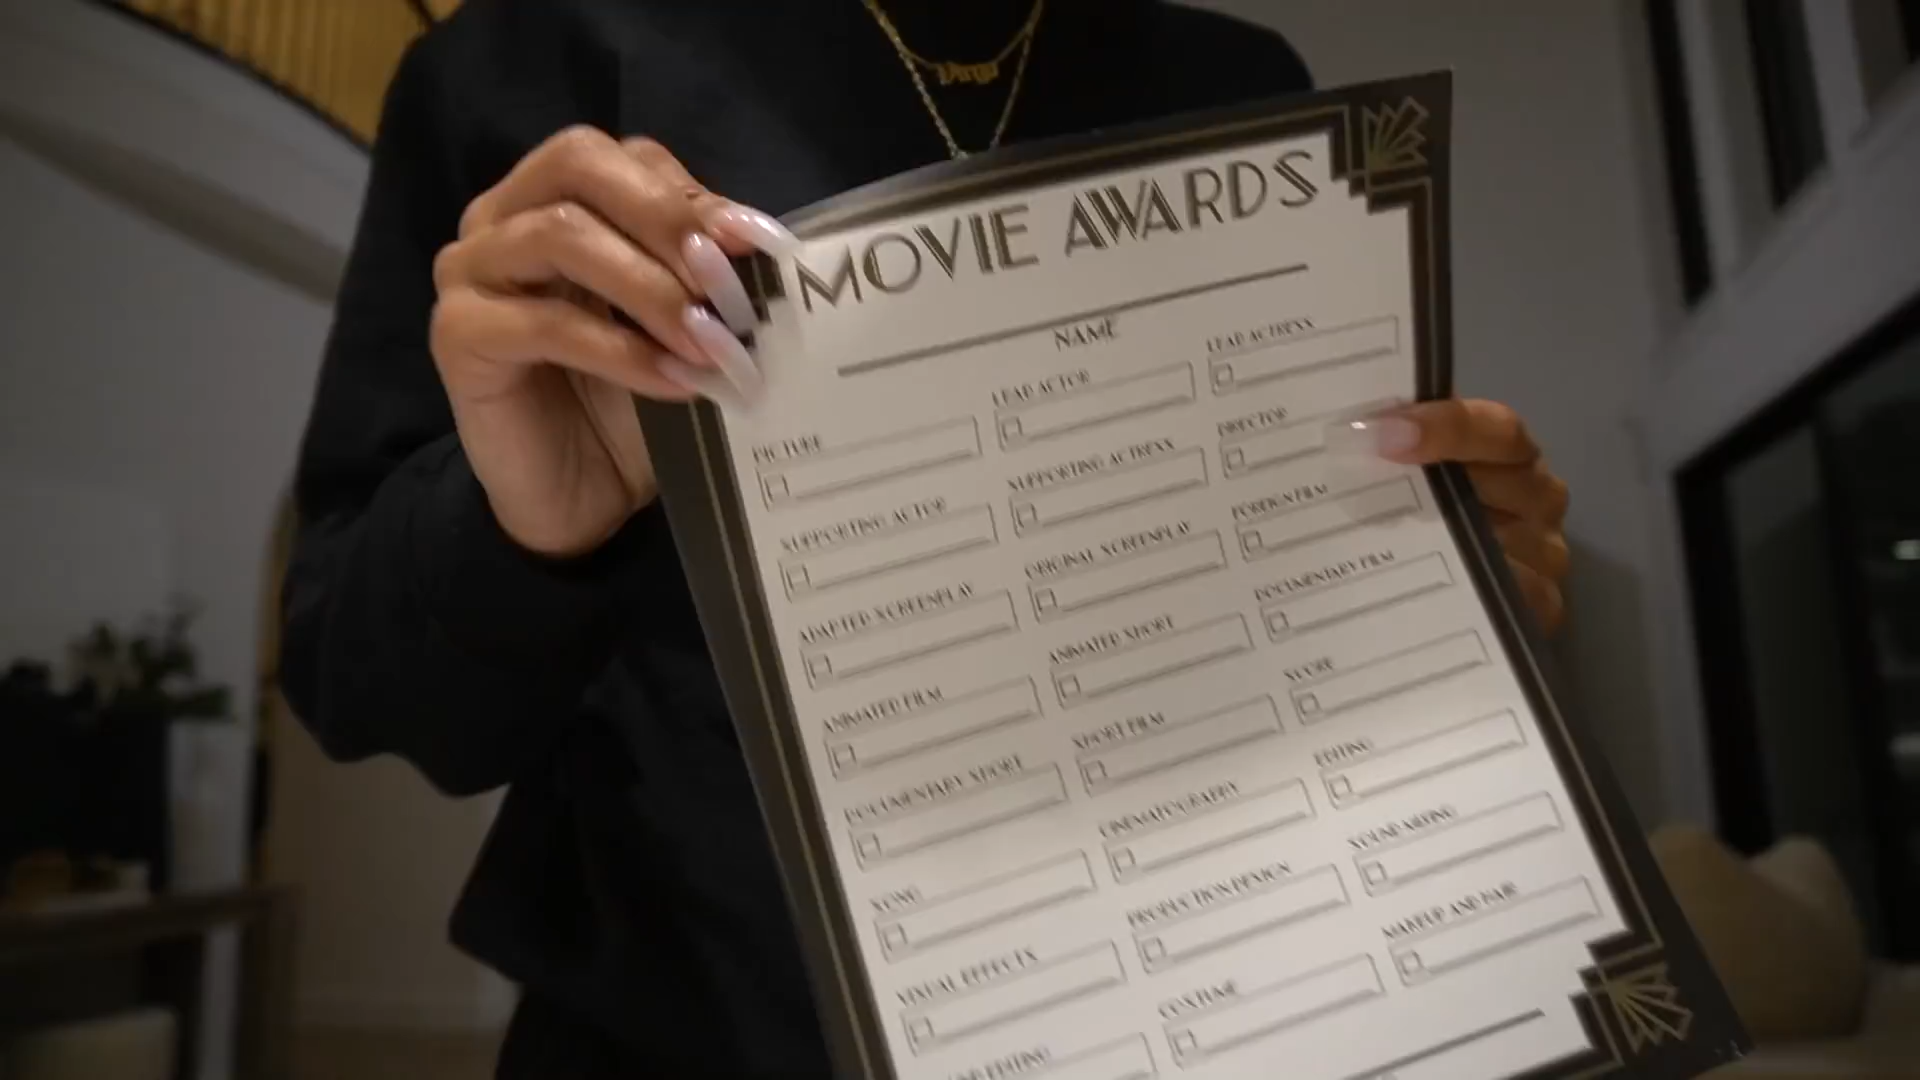 Virgo
MOVIE AWARDS
NAME
PICTURE
LEAD ACTOR
LEAD ACTRESS
SUPPORTING ACTOR
SUPPORTING ACTRESS
DIRECTOR
ADAPTED SCREENPLAY
ORIGINAL SCREENPLAY
FOREIGN FILM
ANIMATED FILM
ANIMATED SHORT
DOCUMENTARY FILM
DOCUMENTARY SHORT
SHORT FILM
SCORE
SONG
CINEMATOGRAPHY
EDITING
VISUAL EFFECTS
PRODUCTION DESIGN
SOUND MIXING
EDITING
COSTUME
MAKEUP AND HAIR